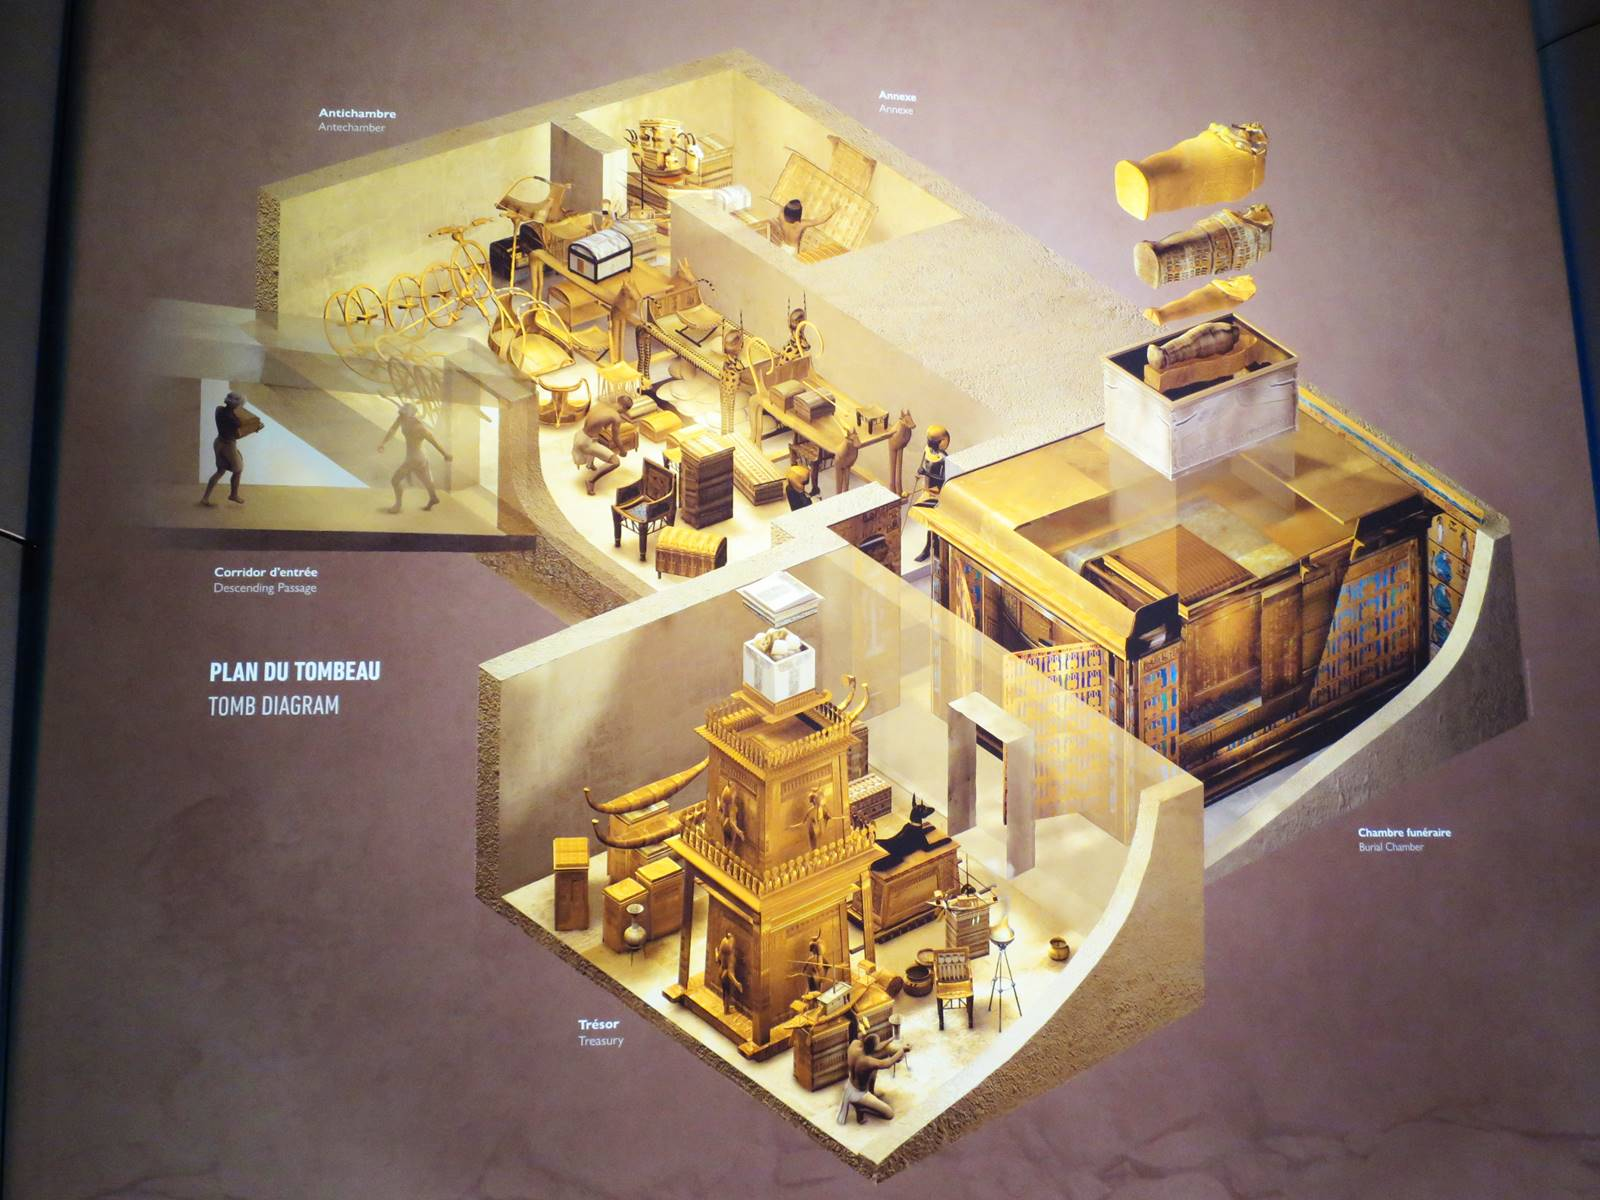 Antichambre
Antechamber
Annexe
Annexe
Corridor d'entrée
Descending Passage
PLAN DU TOMBEAU
TOMB DIAGRAM
Chambre funéraire
Burial Chamber
Trésor
Treasury